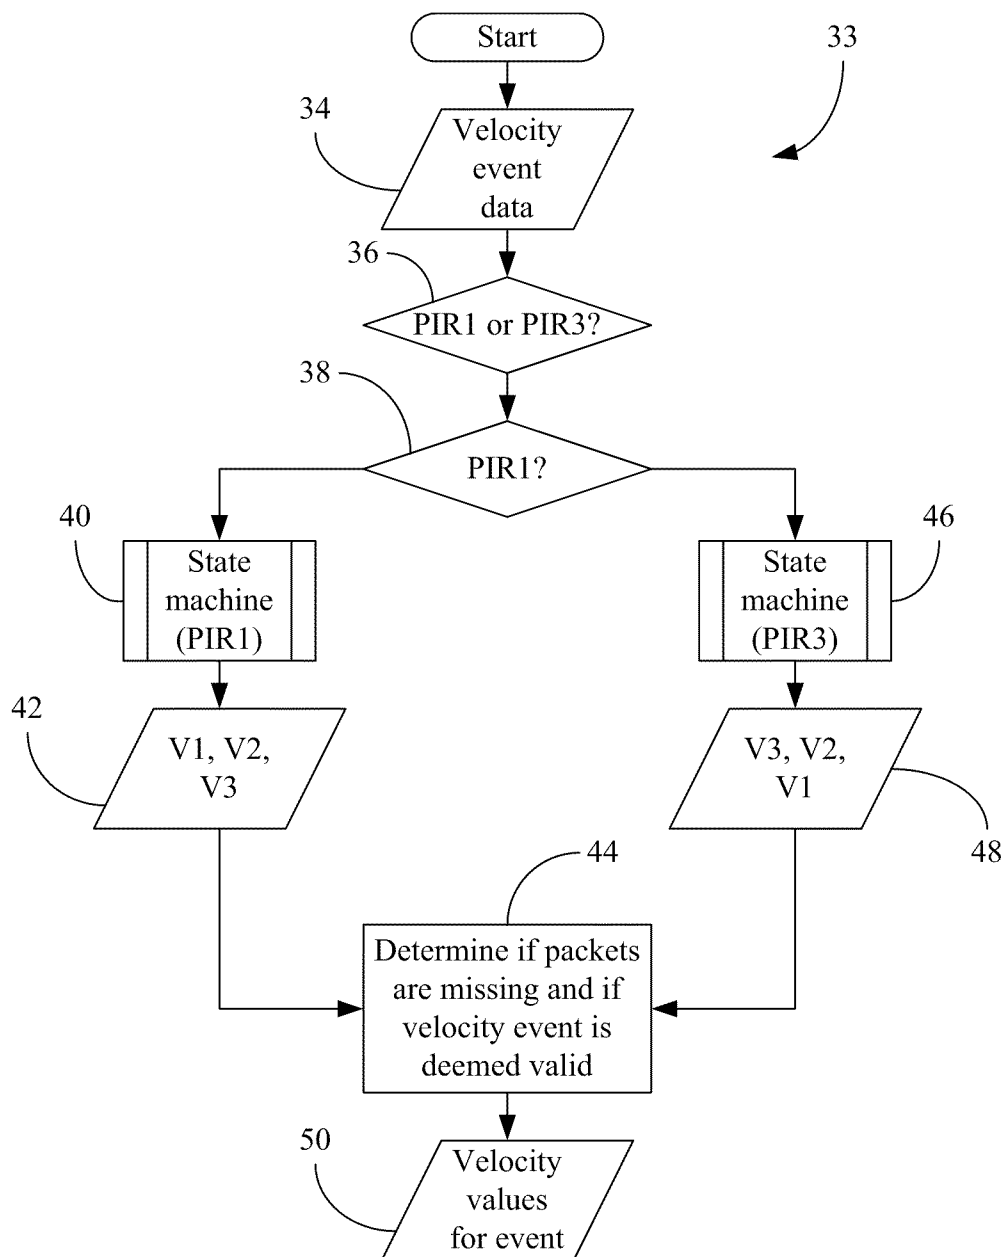 Start
33
34
Velocity
event
data
36
PIR1 or PIR3?
38
PIR1?
40
State
machine
(PIR1)
46
State
machine
(PIR3)
42
V1, V2,
V3
V3, V2,
V1
48
44
Determine if packets
are missing and if
velocity event is
deemed valid
50
Velocity
values
for event